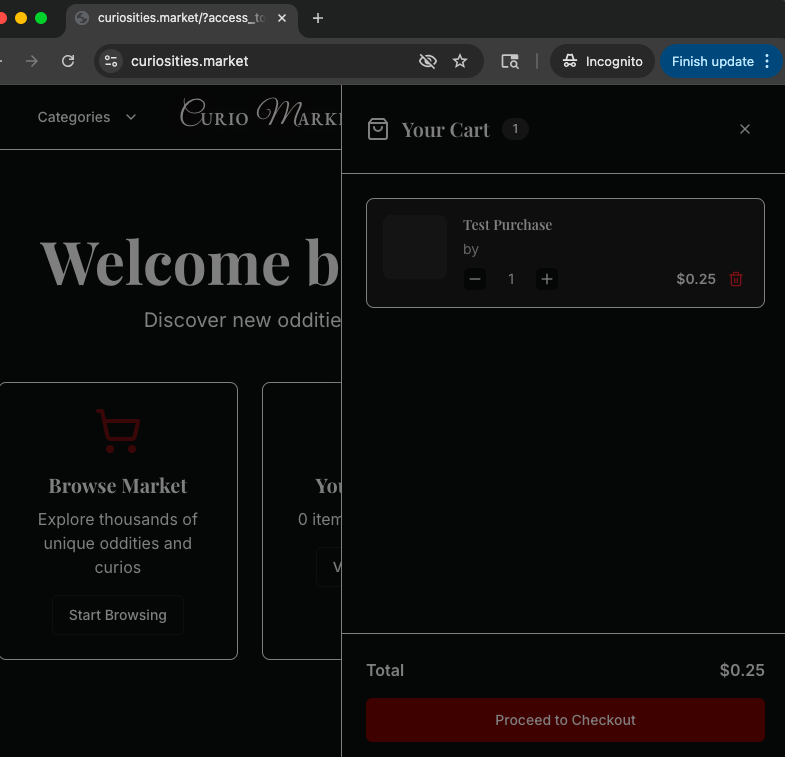 curiosities.market/?access_to
curiosities.market
Incognito
Finish update
Categories
Curio Mark
Your Cart
1
Welcome b
Discover new odditie
Test Purchase
by
1
$0.25
Browse Market
Explore thousands of
unique oddities and
curios
Start Browsing
You
0 item
V
Total
$0.25
Proceed to Checkout